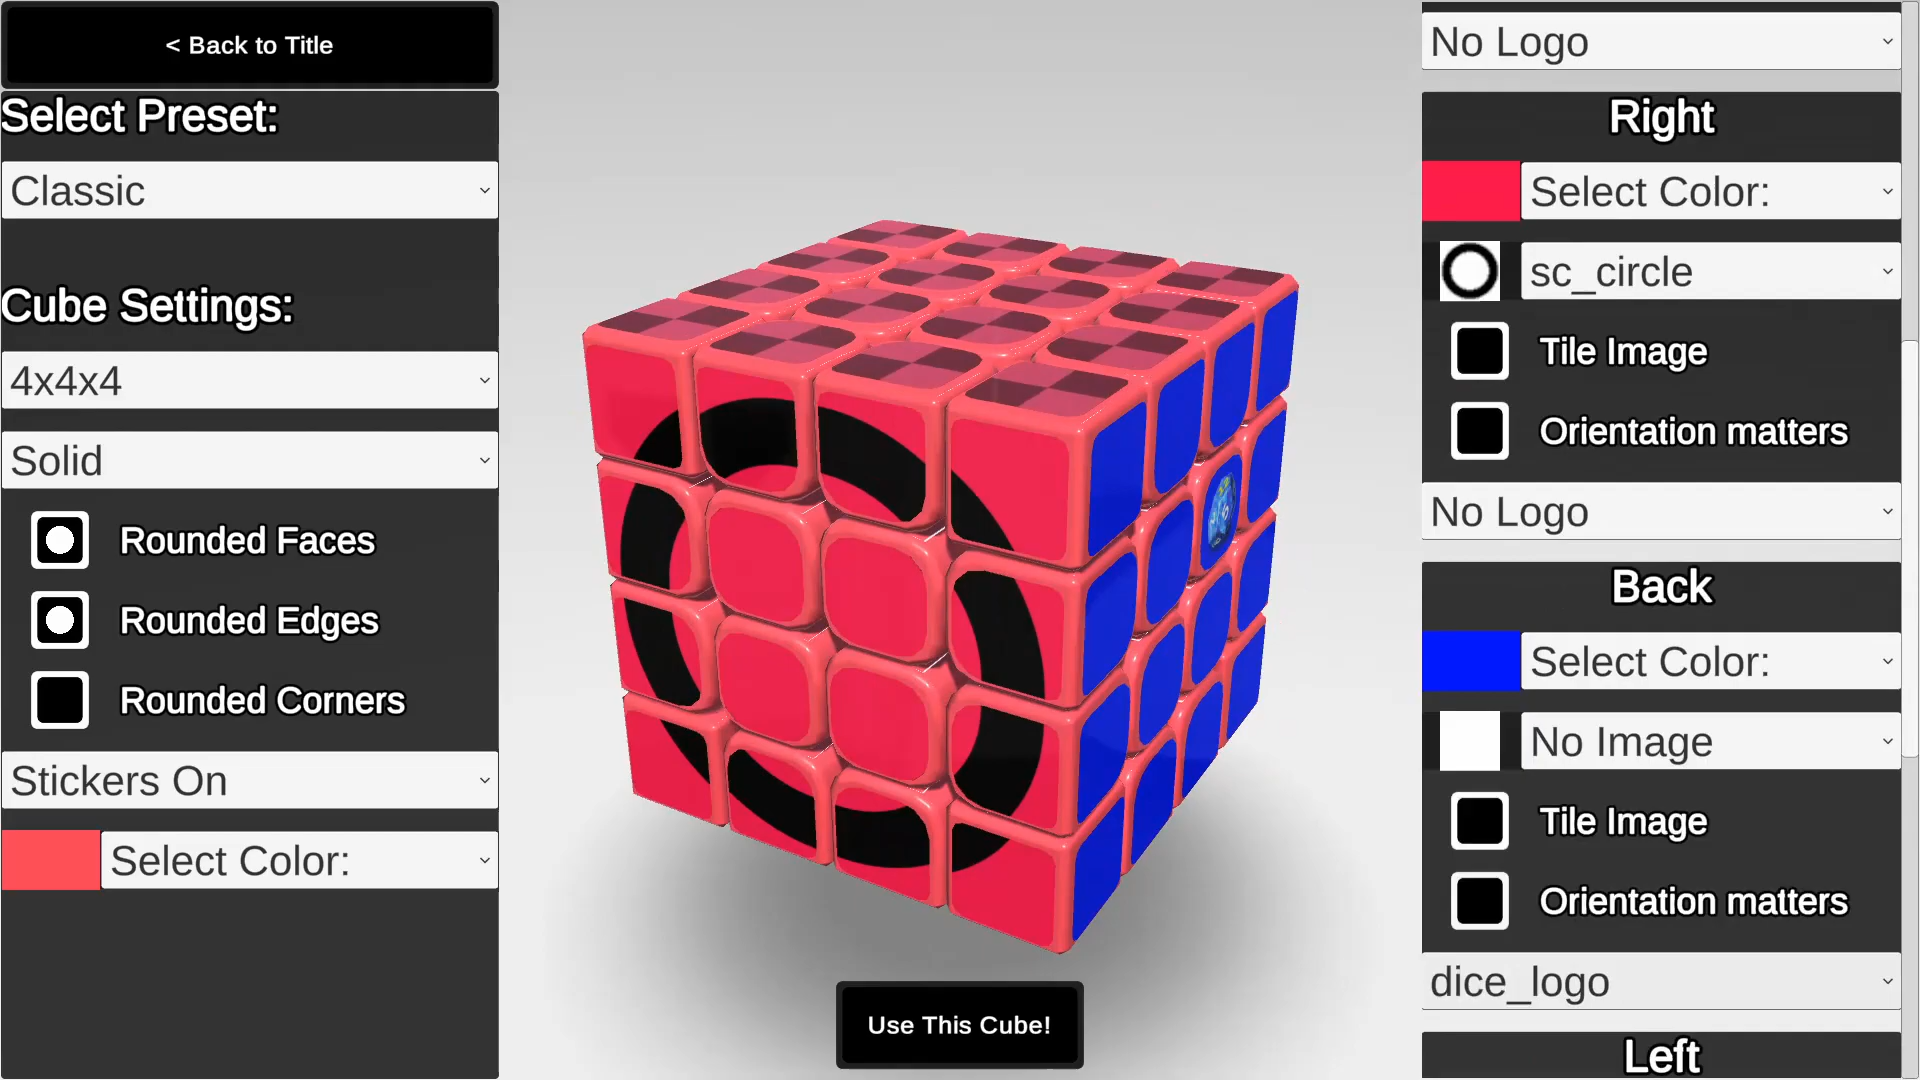 < Back to Title
Select Preset:
Classic
Cube Settings:
4x4x4
Solid
Rounded Faces
Rounded Edges
Rounded Corners
Stickers On
Select Color:
Use This Cube!
No Logo
Right
Select Color:
sc_circle
Tile Image
Orientation matters
No Logo
Back
Select Color:
No Image
Tile Image
Orientation matters
dice_logo
Left